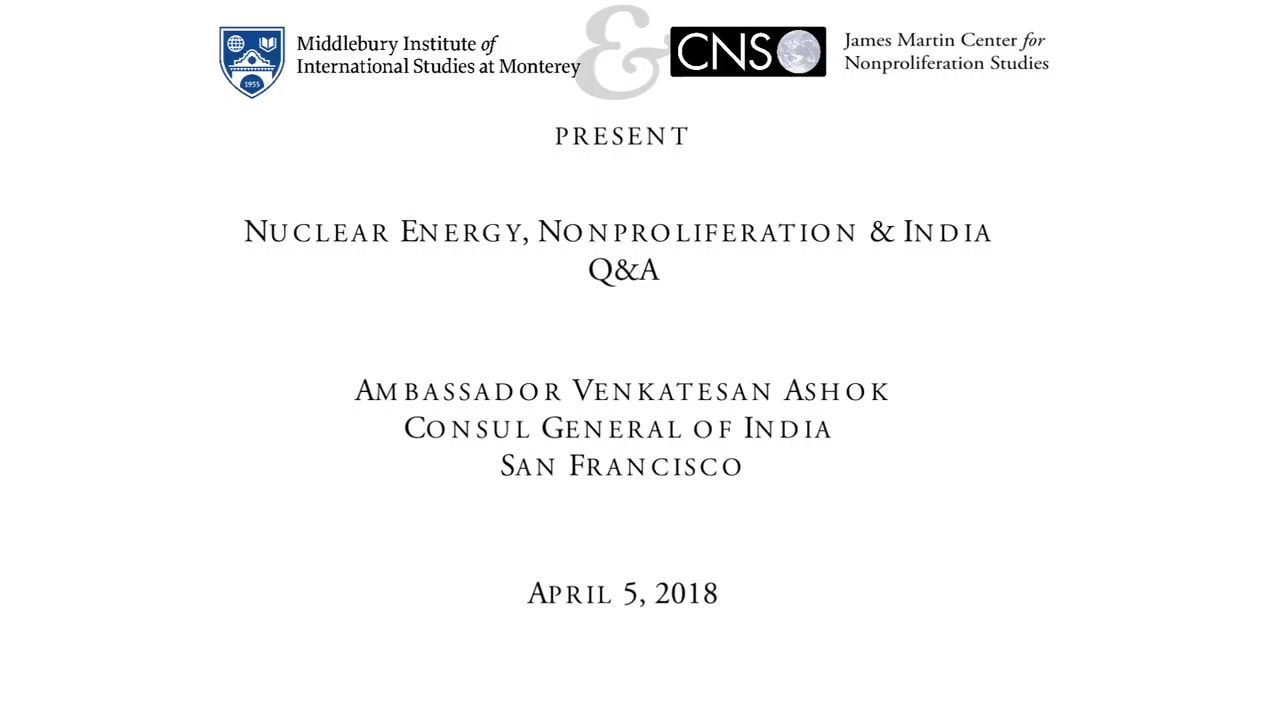 Middlebury Institute of
International Studies at Monterey
1955
&
CNS
James Martin Center for
Nonproliferation Studies
PRESENT
NUCLEAR ENERGY, NONPROLIFERATION & INDIA
Q&A
AMBASSADOR VENKATESAN ASHOK
CONSUL GENERAL OF INDIA
SAN FRANCISCO
APRIL 5, 2018